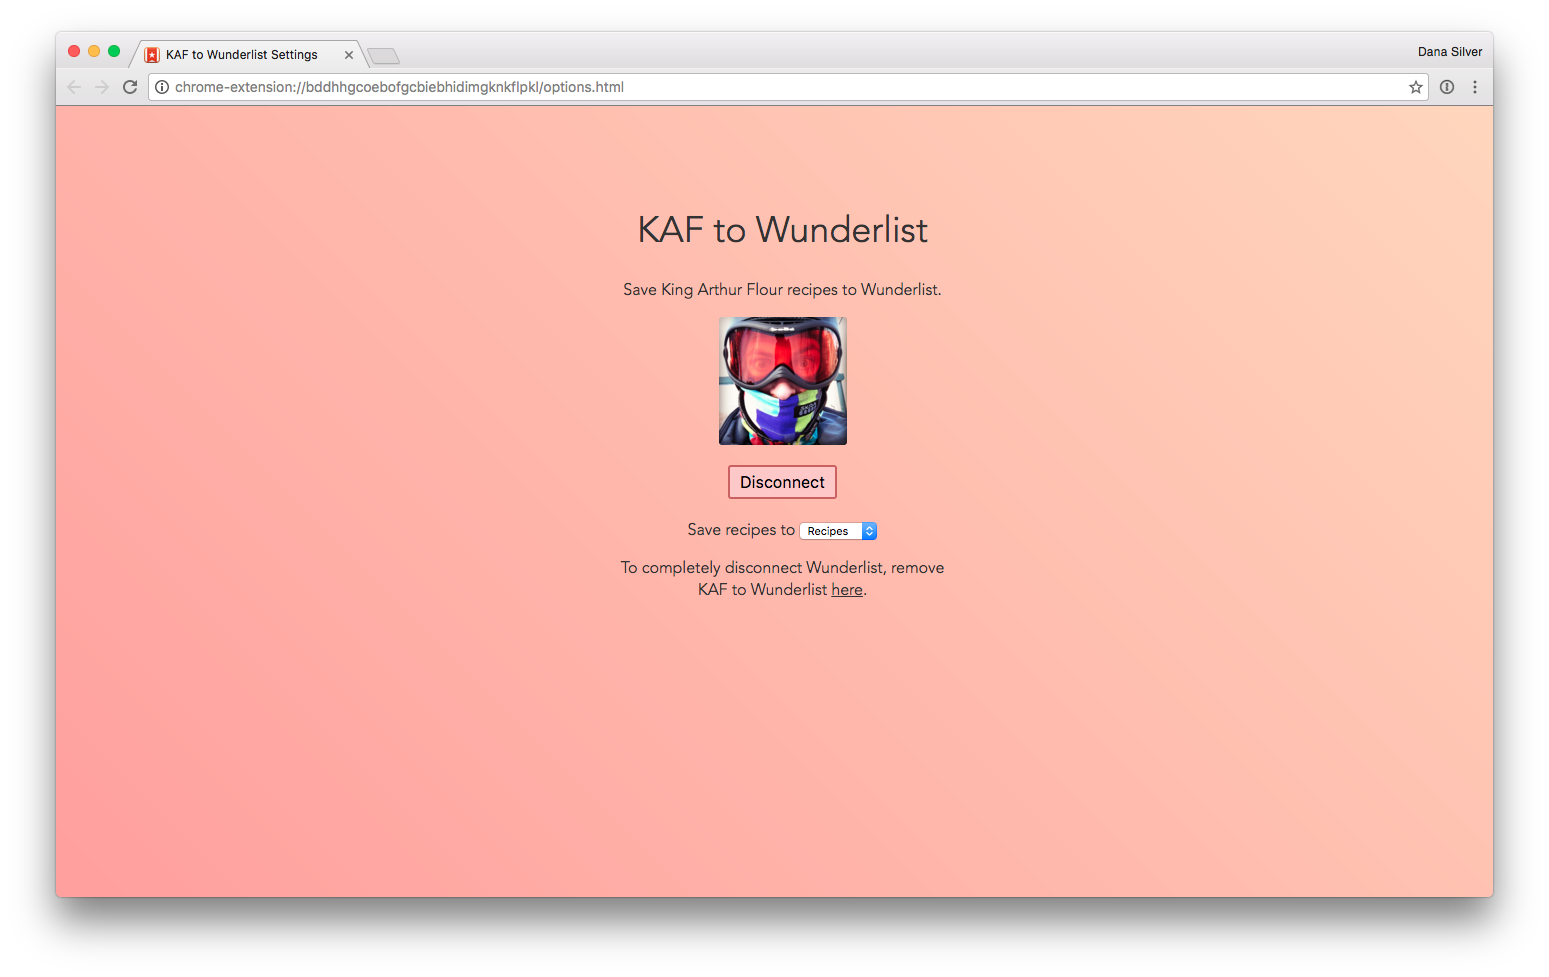 KAF to Wunderlist Settings
Dana Silver
chrome-extension://bddhhgcoebofgcbiebhidimgknkflpkl/options.html
KAF to Wunderlist
Save King Arthur Flour recipes to Wunderlist.
Disconnect
Save recipes to Recipes
To completely disconnect Wunderlist, remove
KAF to Wunderlist here.